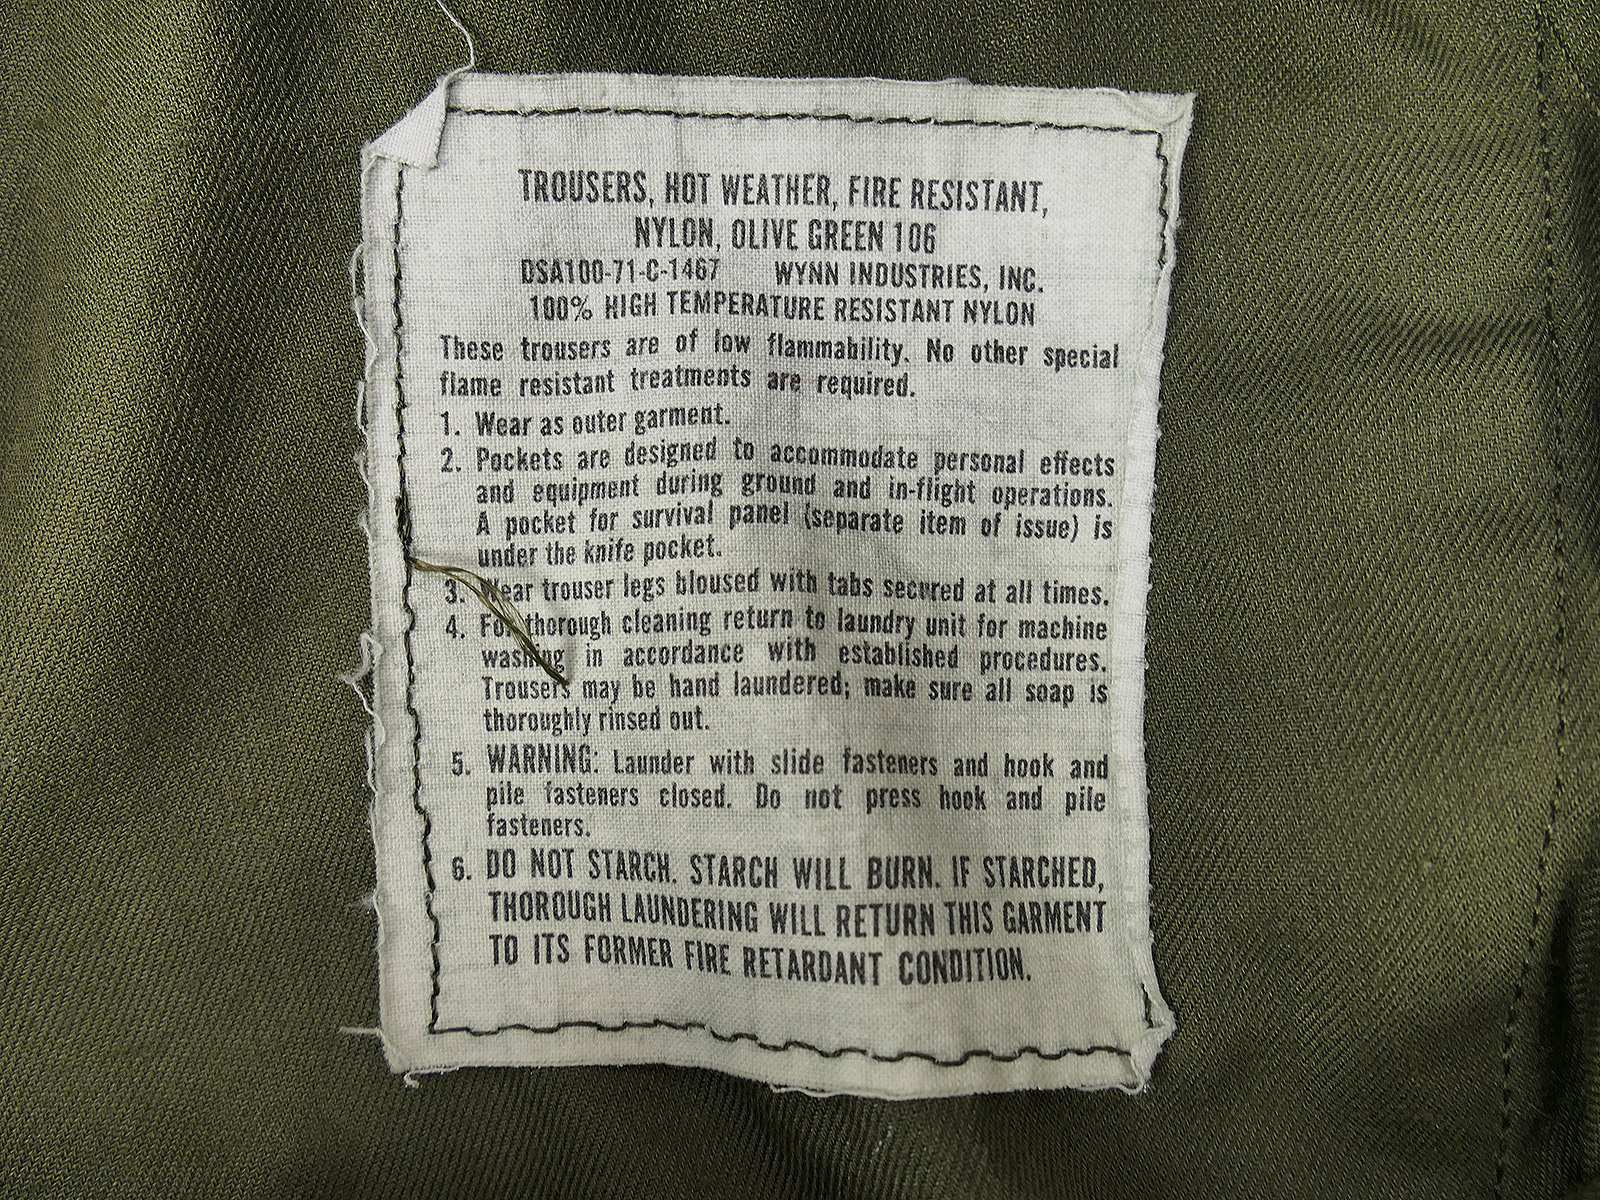 TROUSERS, HOT WEATHER, FIRE RESISTANT,
NYLON, OLIVE GREEN 106
DSA100-71-C-1467 WYNN INDUSTRIES, INC.
100% HIGH TEMPERATURE RESISTANT NYLON
These trousers are of low flammability. No other special
flame resistant treatments are required.
1. Wear as outer garment.
2. Pockets are designed to accommodate personal effects
and equipment during ground and in-flight operations.
A pocket for survival panel (separate item of issue) is
under the knife pocket.
3. Wear trouser legs bloused with tabs secured at all times.
4. For thorough cleaning return to laundry unit for machine
washing in accordance with established procedures.
Trousers may be hand laundered; make sure all soap is
thoroughly rinsed out.
5. WARNING: Launder with slide fasteners and hook and
pile fasteners closed. Do not press hook and pile
fasteners.
6. DO NOT STARCH. STARCH WILL BURN. IF STARCHED,
THOROUGH LAUNDERING WILL RETURN THIS GARMENT
TO ITS FORMER FIRE RETARDANT CONDITION.